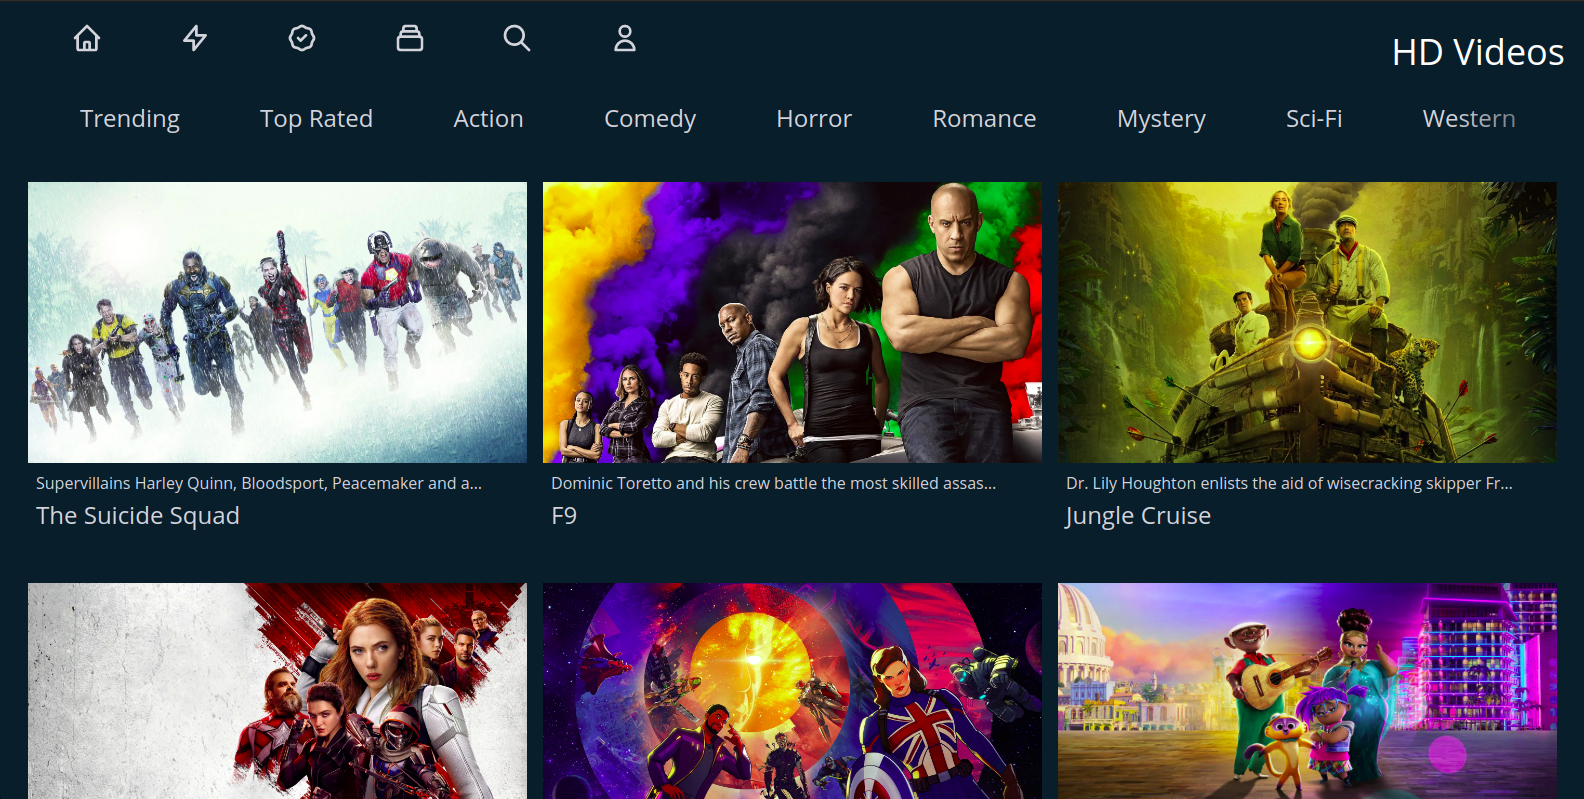 HD Videos
Trending Top Rated Action Comedy Horror Romance Mystery Sci-Fi Western
Supervillains Harley Quinn, Bloodsport, Peacemaker and a...
The Suicide Squad
Dominic Toretto and his crew battle the most skilled assas...
F9
Dr. Lily Houghton enlists the aid of wisecracking skipper Fr...
Jungle Cruise